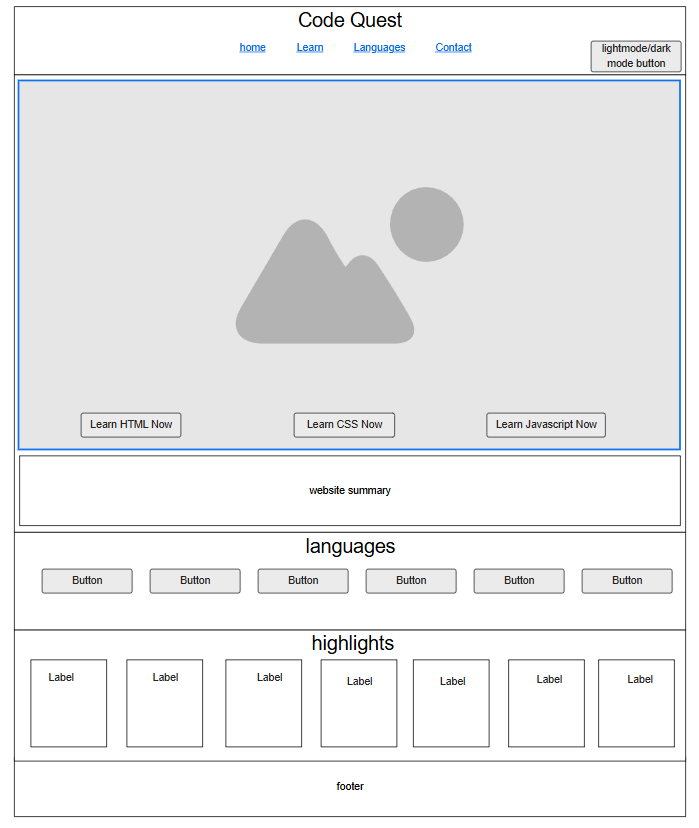 Code Quest
home Learn Languages Contact
lightmode/dark
mode button
Learn HTML Now Learn CSS Now Learn Javascript Now
website summary
languages
Button Button Button Button Button Button
highlights
Label Label Label Label Label Label Label
footer